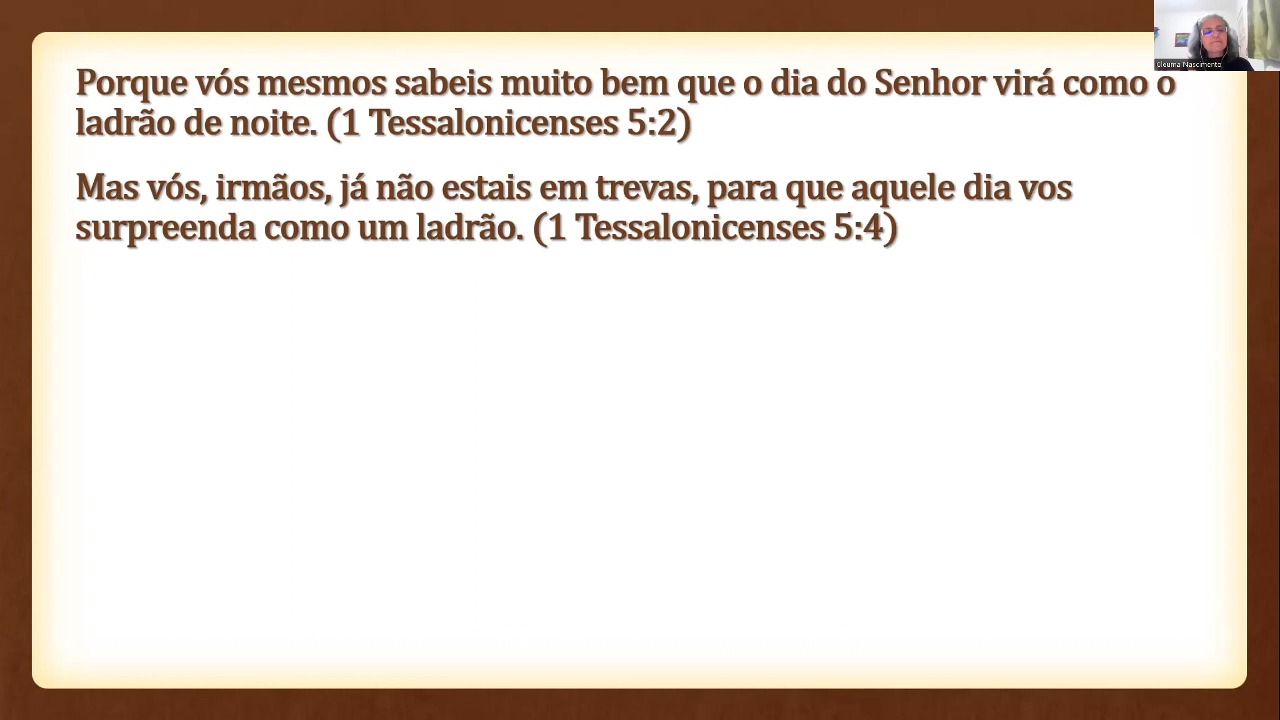 Cleuma Nascimento
Porque vós mesmos sabeis muito bem que o dia do Senhor virá como o
ladrão de noite. (1 Tessalonicenses 5:2)
Mas vós, irmãos, já não estais em trevas, para que aquele dia vos
surpreenda como um ladrão. (1 Tessalonicenses 5:4)